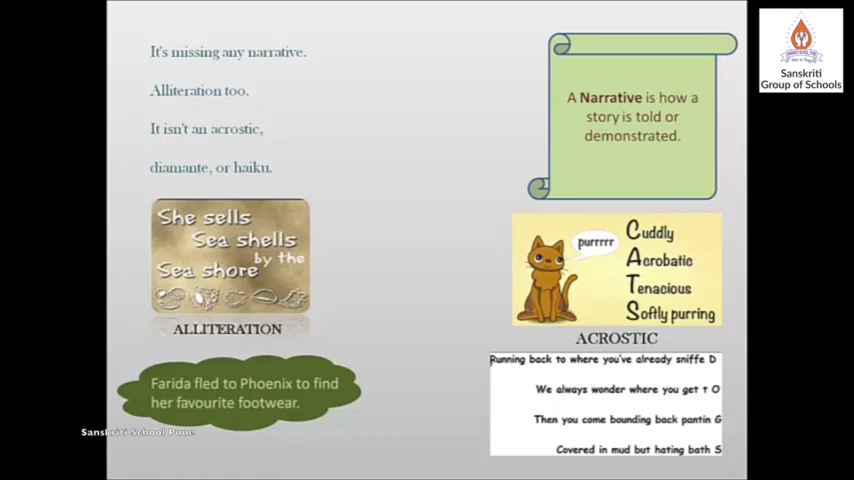 It's missing any narrative.
Alliteration too.
It isn't an acrostic,
diamante, or haiku.
She sells
Sea shells
by the
Sea shore
ALLITERATION
Farida fled to Phoenix to find
her favourite footwear.
Sanskriti School Pune
A Narrative is how a
story is told or
demonstrated.
purrrrr
Cuddly
Acrobatic
Tenacious
Softly purring
ACROSTIC
Running back to where you've already sniffe D
We always wonder where you get t O
Then you come bounding back pantin G
Covered in mud but hating bath S
Sanskriti
Group of Schools